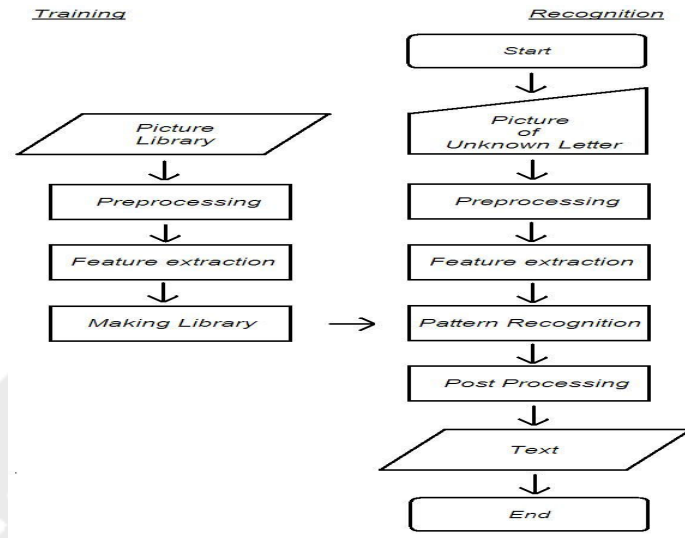 Training
Recognition
Start
Picture
Library
Picture
of
Unknown Letter
Preprocessing
Preprocessing
Feature extraction
Feature extraction
Making Library
Pattern Recognition
Post Processing
Text
End